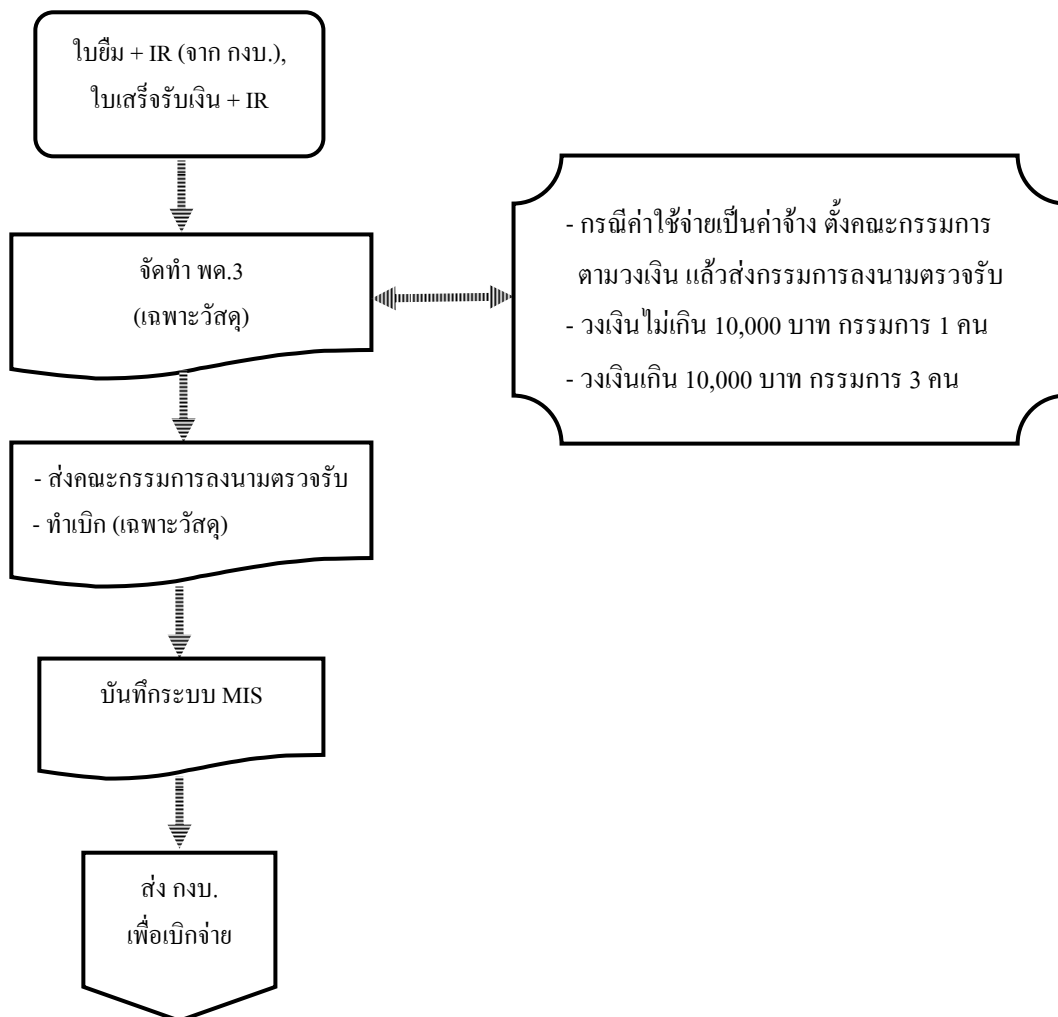 ใบยืม + IR (จาก กงบ.),
ใบเสร็จรับเงิน + IR
จัดทำ พด.3
(เฉพาะวัสดุ)
- กรณีค่าใช้จ่ายเป็นค่าจ้าง ตั้งคณะกรรมการ
ตามวงเงิน แล้วส่งกรรมการลงนามตรวจรับ
- วงเงินไม่เกิน 10,000 บาท กรรมการ 1 คน
- วงเงินเกิน 10,000 บาท กรรมการ 3 คน
- ส่งคณะกรรมการลงนามตรวจรับ
- ทำเบิก (เฉพาะวัสดุ)
บันทึกระบบ MIS
ส่ง กงบ.
เพื่อเบิกจ่าย